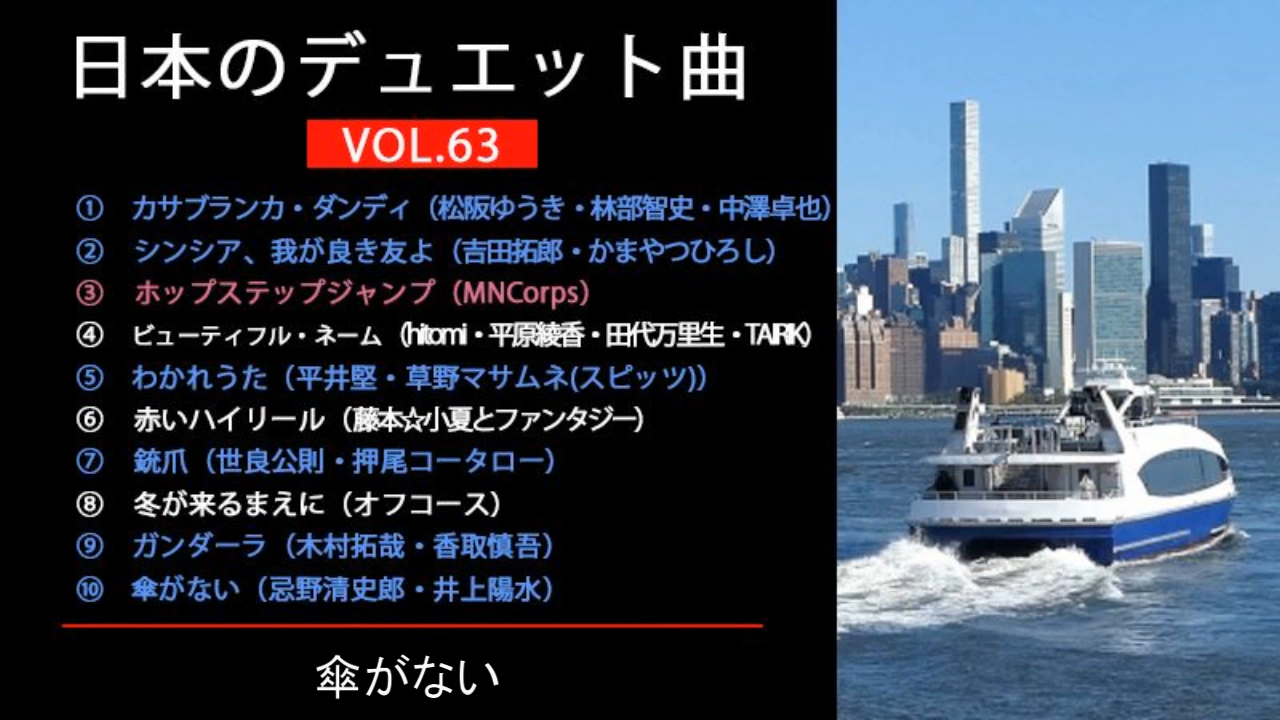 日本のデュエット曲
VOL.63
① カサブランカ・ダンディ（松阪ゆうき・林部智史・中澤卓也）
② シンシア、我が良き友よ（吉田拓郎・かまやつひろし）
③ ホップステップジャンプ（MNCorps）
④ ビューティフル・ネーム（hitomi・平原綾香・田代万里生・TAIRIK）
⑤ わかれうた（平井堅・草野マサムネ(スピッツ)）
⑥ 赤いハイリール（藤本☆小夏とファンタジー）
⑦ 銃爪（世良公則・押尾コータロー）
⑧ 冬が来るまえに（オフコース）
⑨ ガンダーラ（木村拓哉・香取慎吾）
⑩ 傘がない（忌野清史郎・井上陽水）
傘がない